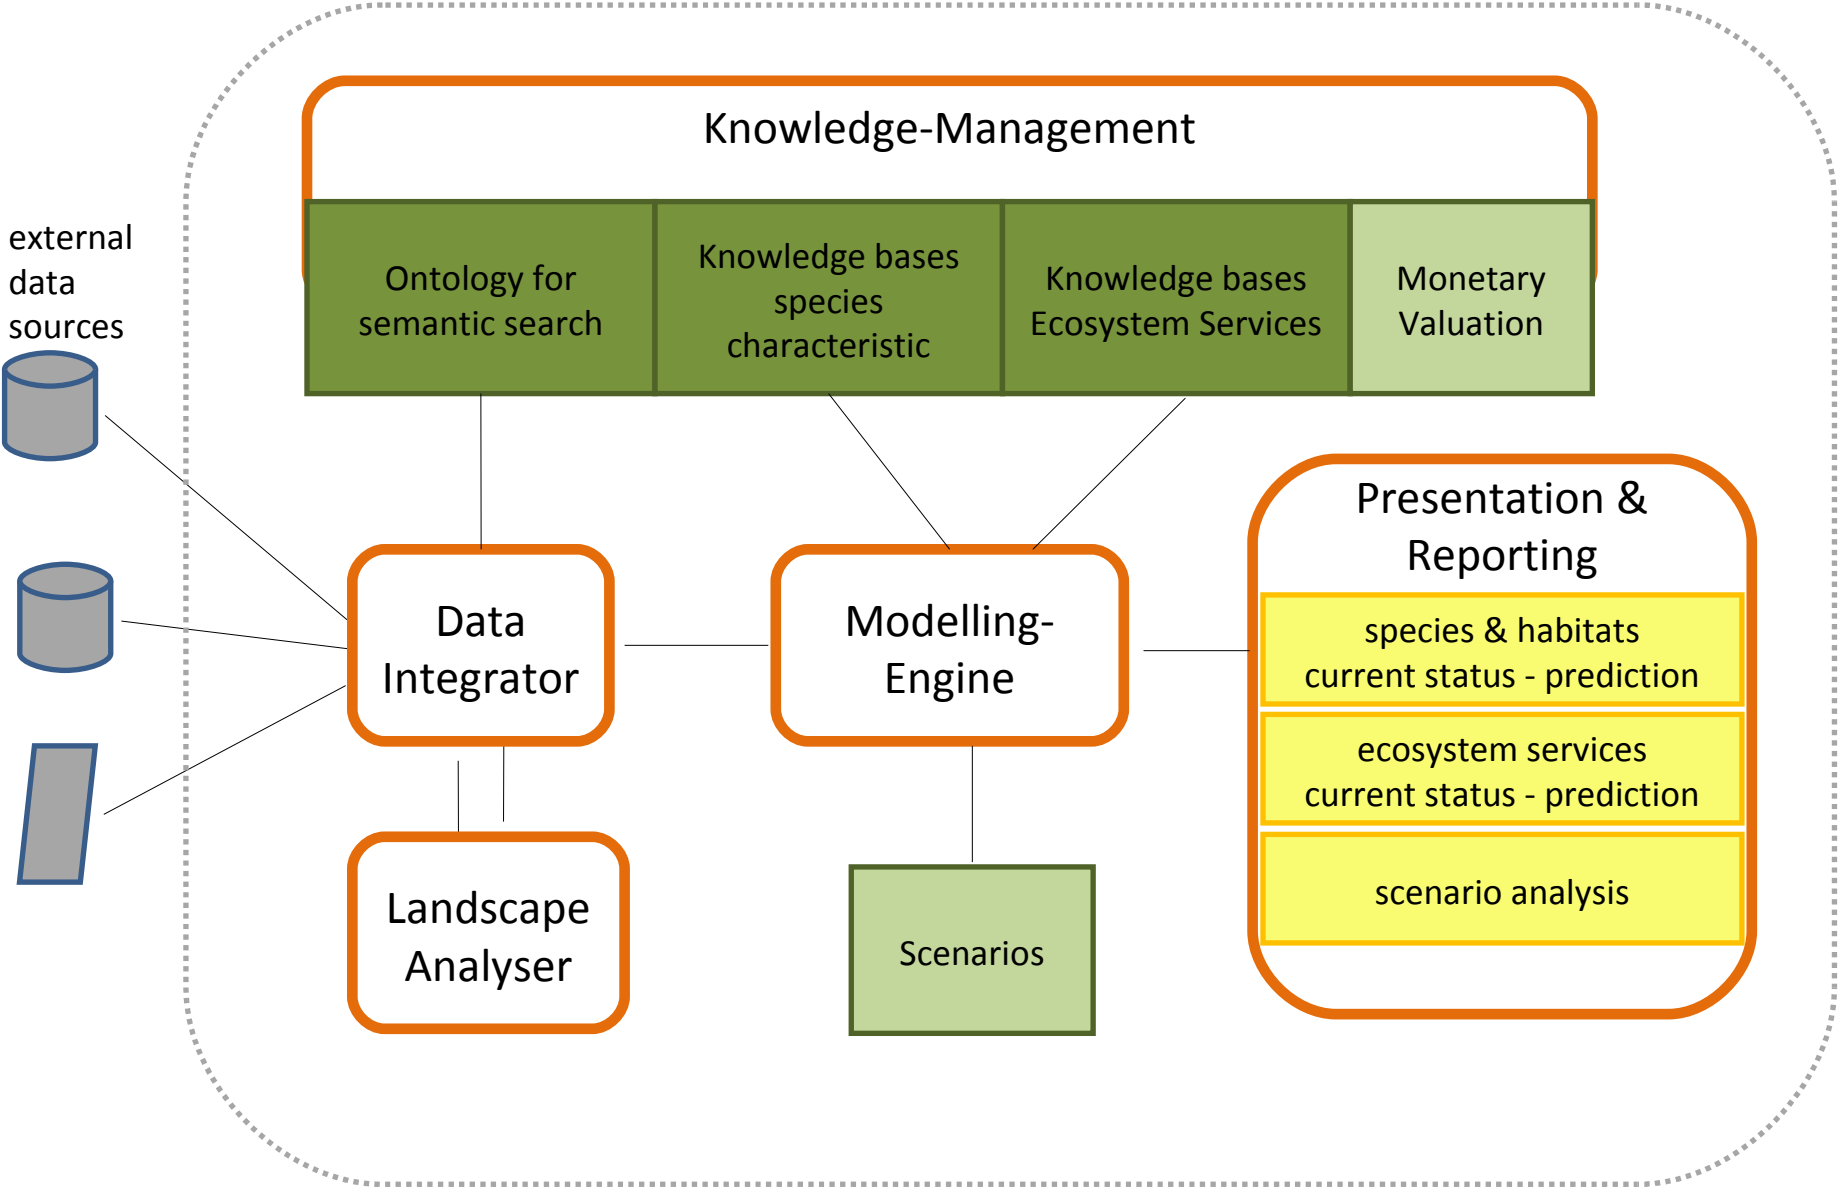 Knowledge-Management
external
data
sources
Ontology for
semantic search
Knowledge bases
species
characteristic
Knowledge bases
Ecosystem Services
Monetary
Valuation
Data
Integrator
Modelling-
Engine
Presentation &
Reporting
species & habitats
current status - prediction
ecosystem services
current status - prediction
scenario analysis
Landscape
Analyser
Scenarios